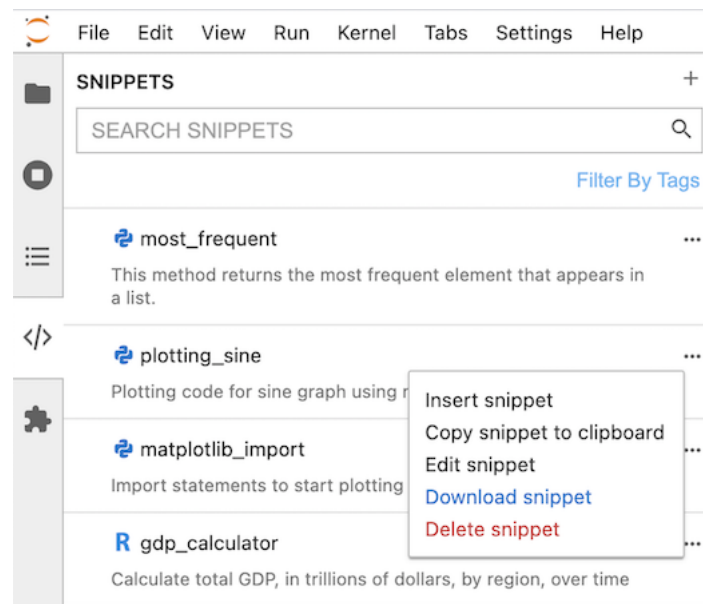 File Edit View Run Kernel Tabs Settings Help
SNIPPETS
SEARCH SNIPPETS
Filter By Tags
most_frequent
This method returns the most frequent element that appears in
a list.
plotting_sine
Plotting code for sine graph using
matplotlib_import
Import statements to start plotting
Insert snippet
Copy snippet to clipboard
Edit snippet
Download snippet
Delete snippet
R gdp_calculator
Calculate total GDP, in trillions of dollars, by region, over time